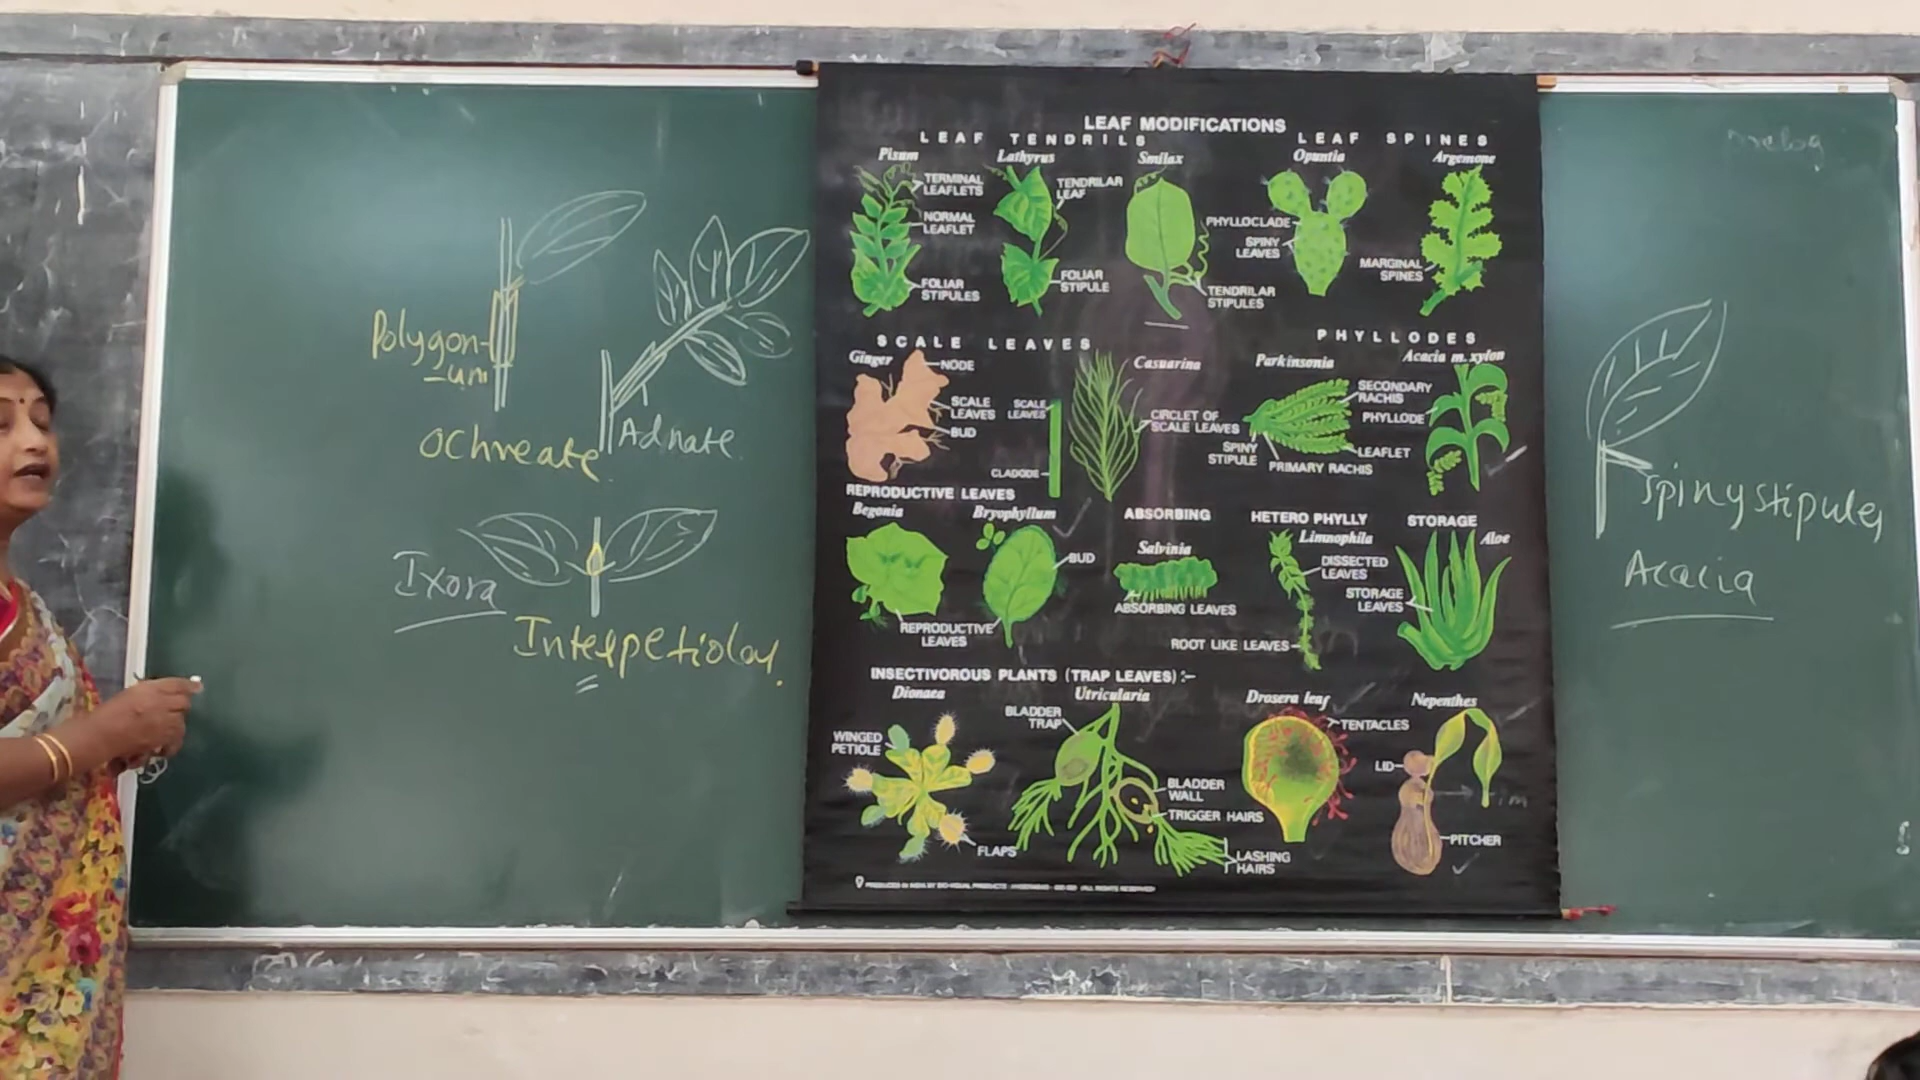 Polygon-
-um
Ochreate
Adnate
Ixora
Interpetiolar.
LEAF MODIFICATIONS
LEAF TENDRILS
LEAF SPINES
Pisum
Lathyrus
Smilax
Opuntia
Argemone
TERMINAL
LEAFLETS
NORMAL
LEAFLET
FOLIAR
STIPULES
TENDRILAR
LEAF
FOLIAR
STIPULE
TENDRILAR
STIPULES
PHYLLOCLADE
SPINY
LEAVES
MARGINAL
SPINES
SCALE LEAVES
PHYLLODES
Ginger
Casuarina
Parkinsonia
Acacia m. xylon
NODE
SCALE
LEAVES
BUD
SCALE
LEAVES
CLADODE
CIRCLET OF
SCALE LEAVES
SECONDARY
RACHIS
PHYLLODE
LEAFLET
SPINY
STIPULE
PRIMARY RACHIS
REPRODUCTIVE LEAVES
Begonia
Bryophyllum
BUD
REPRODUCTIVE
LEAVES
ABSORBING
Salvinia
ABSORBING LEAVES
HETERO PHYLLY
Limnophila
DISSECTED
LEAVES
ROOT LIKE LEAVES
STORAGE
Aloe
STORAGE
LEAVES
INSECTIVOROUS PLANTS (TRAP LEAVES) :-
Dionaea
Utricularia
Drosera leaf
Nepenthes
WINGED
PETIOLE
FLAPS
BLADDER
TRAP
BLADDER
WALL
TRIGGER HAIRS
LASHING
HAIRS
TENTACLES
LID
PITCHER
Spiny stipules
Acacia